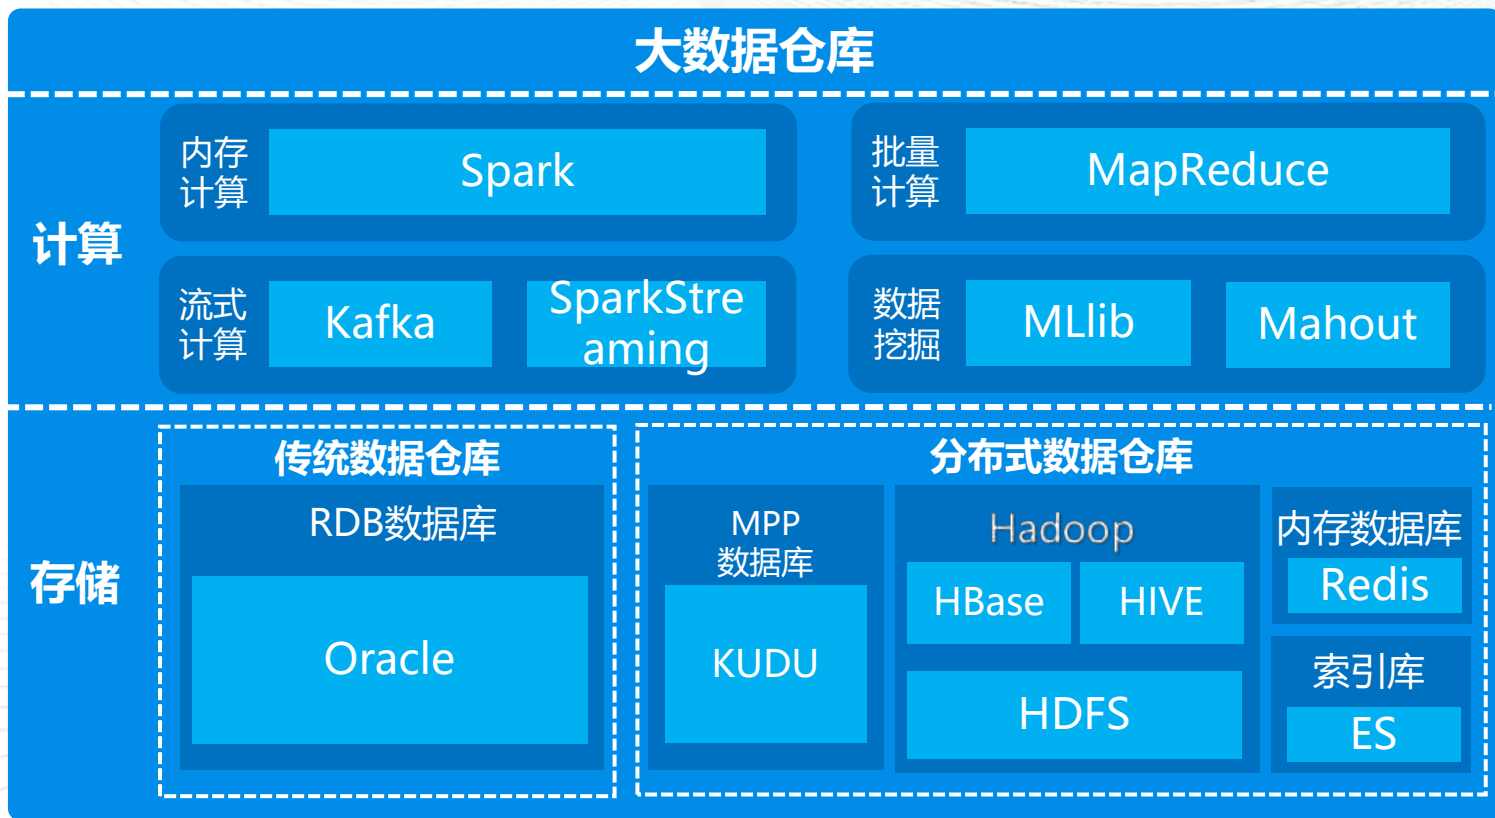 大数据仓库
计算
内存
计算
Spark
批量
计算
MapReduce
流式
计算
Kafka
SparkStre
aming
数据
挖掘
MLlib
Mahout
存储
传统数据仓库
RDB数据库
Oracle
分布式数据仓库
MPP
数据库
KUDU
Hadoop
HBase
HIVE
HDFS
内存数据库
Redis
索引库
ES